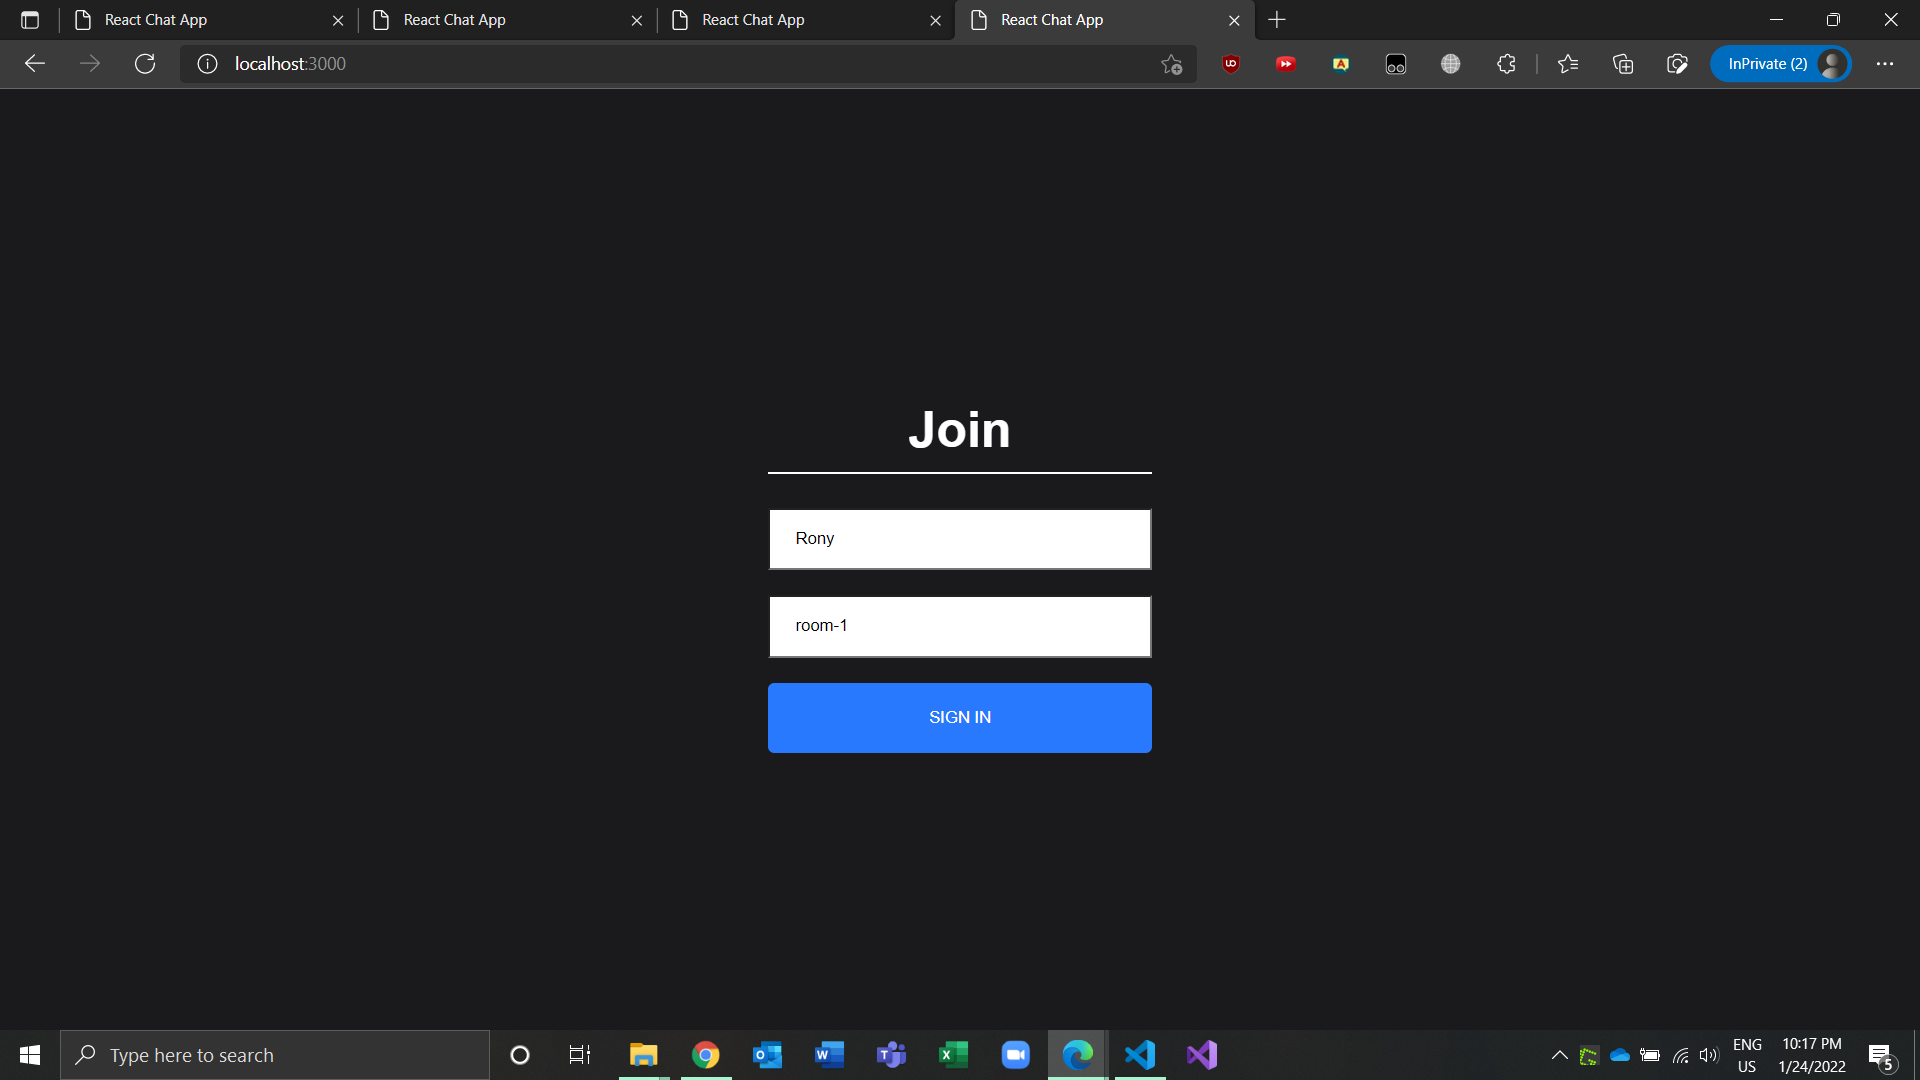 React Chat App
React Chat App
React Chat App
React Chat App
localhost:3000
InPrivate (2)
Join
Rony
room-1
SIGN IN
Type here to search
ENG
US
10:17 PM
1/24/2022
5